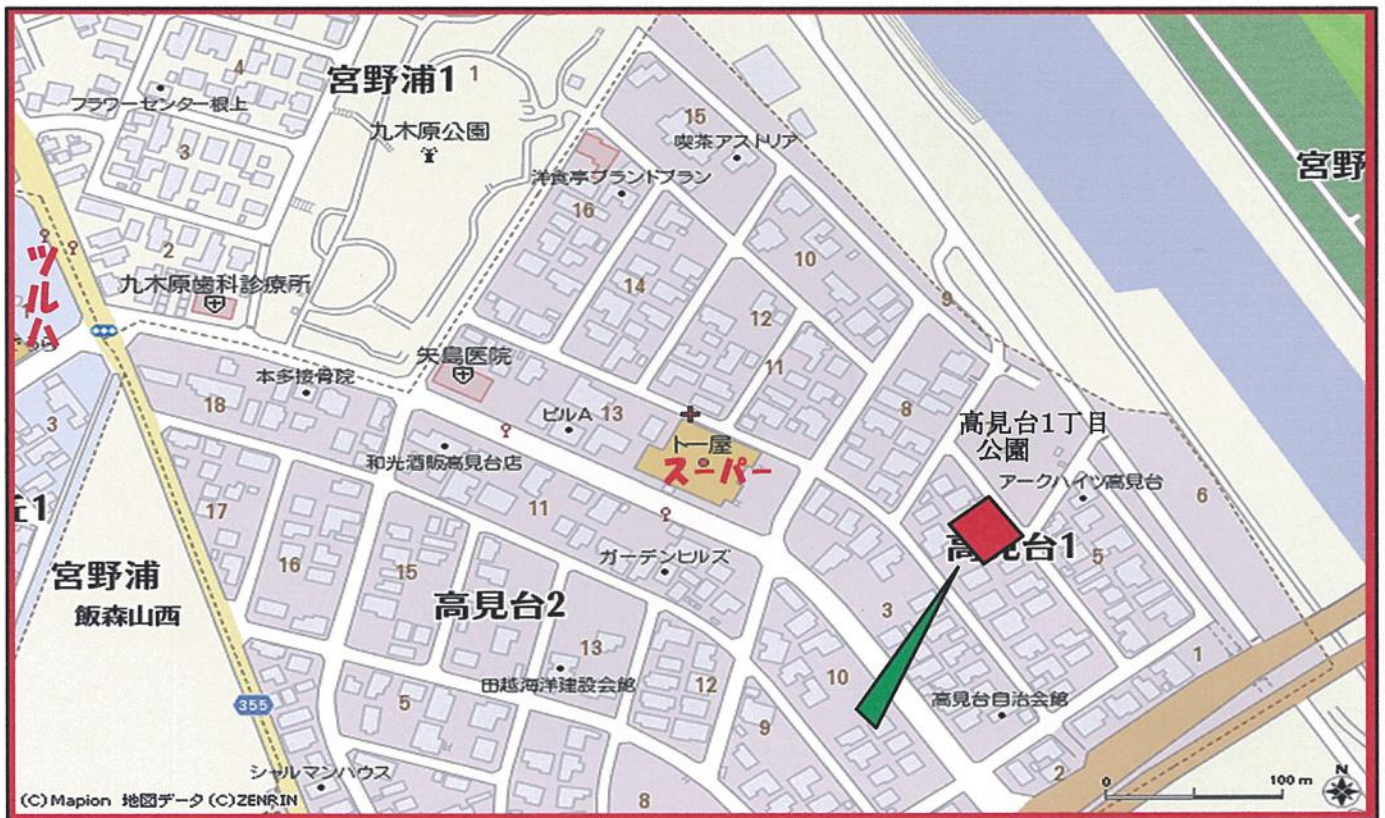 宮野浦1
九木原公園
フラワーセンター根上
4
1
3
2
九木原歯科診療所
ツルハ
15
喫茶アストリア
洋食亭ブランドブラン
16
宮野
10
14
12
11
9
8
矢島医院
本多接骨院
18
ビルA
13
トー屋
スーパー
和光酒販高見台店
11
3
高見台1丁目
公園
アークハイツ高見台
6
17
16
15
丘1
宮野浦
飯森山西
高見台2
ガーデンヒルズ
高見台1
5
3
13
田越海洋建設会館
12
10
高見台自治会館
1
355
5
9
2
シャルマンハウス
8
0
100 m
N
(C)Mapion 地図データ(C)ZENRIN